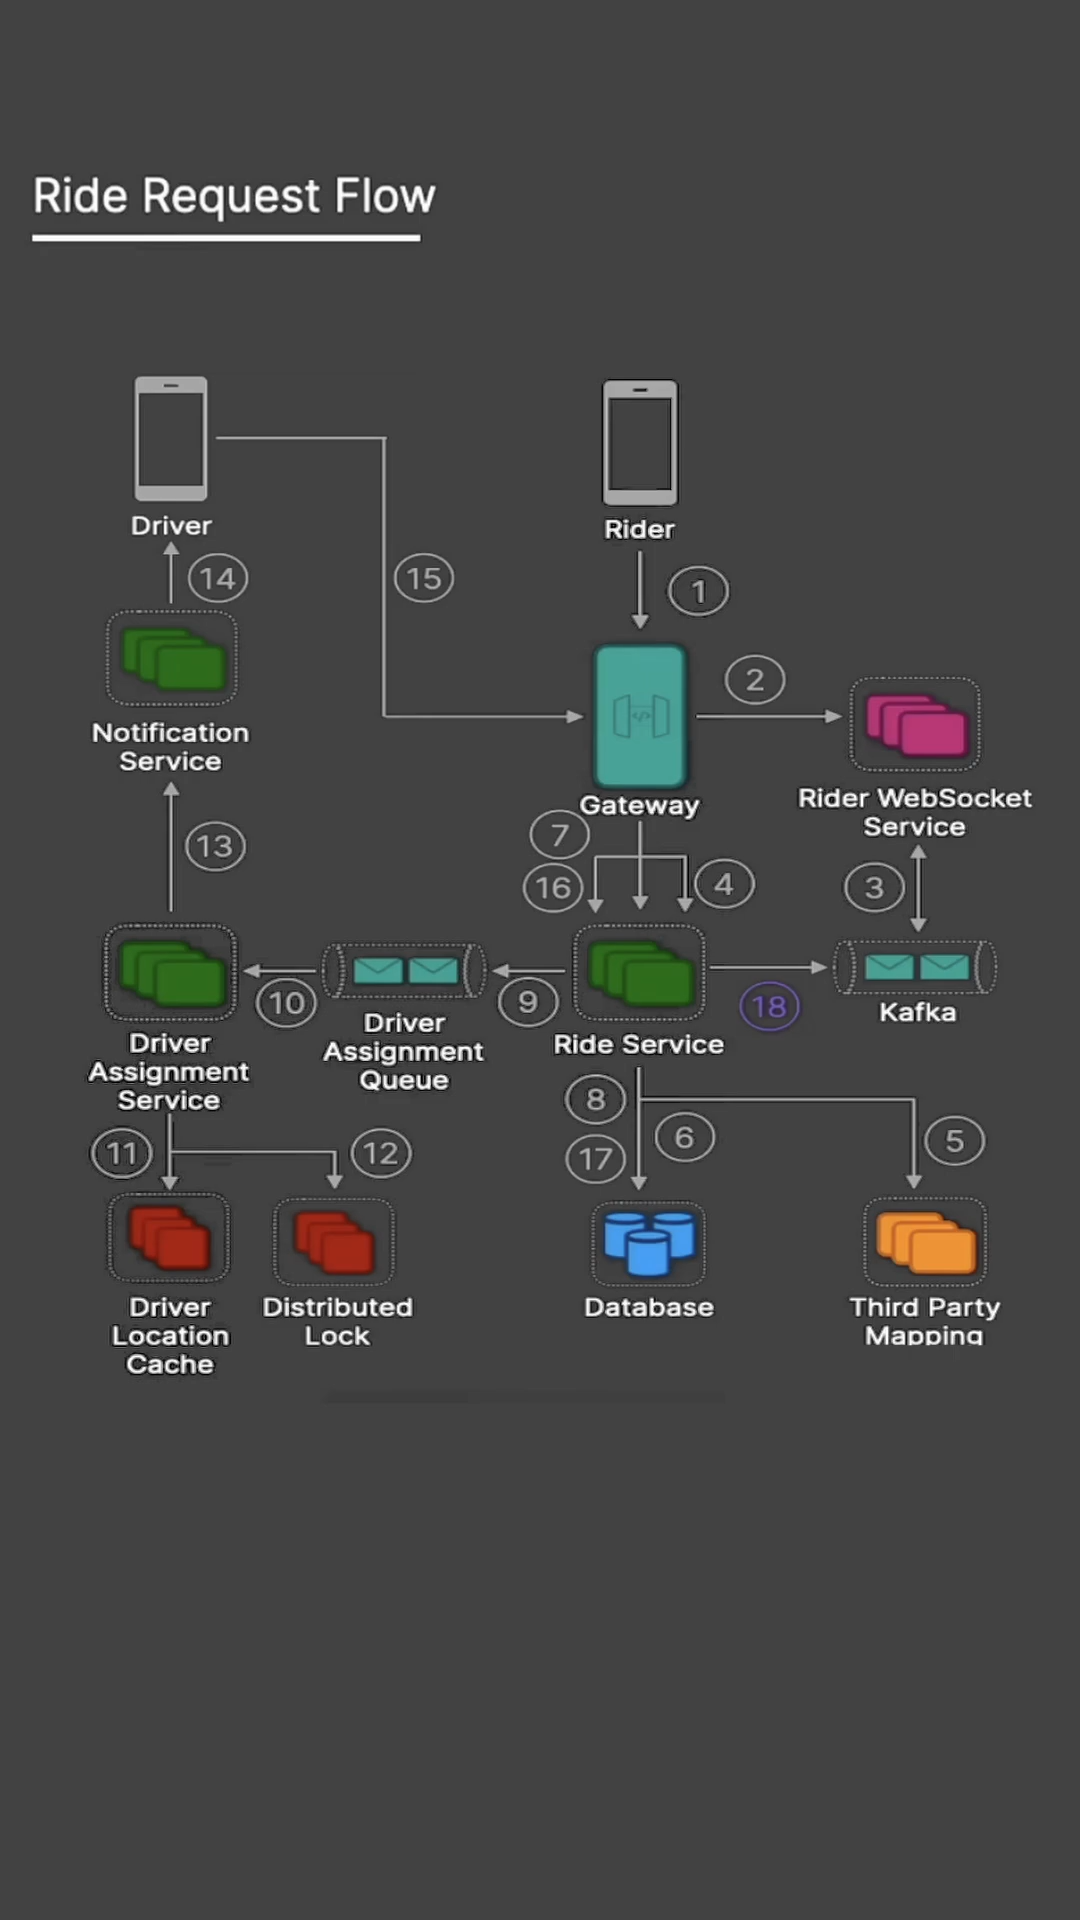 Ride Request Flow
Driver
Rider
14
15
1
2
Notification
Service
Gateway
Rider WebSocket
Service
13
7
16
4
3
10
9
18
Kafka
Driver
Assignment
Service
Driver
Assignment
Queue
Ride Service
8
6
17
5
11
12
Driver
Location
Cache
Distributed
Lock
Database
Third Party
Mapping